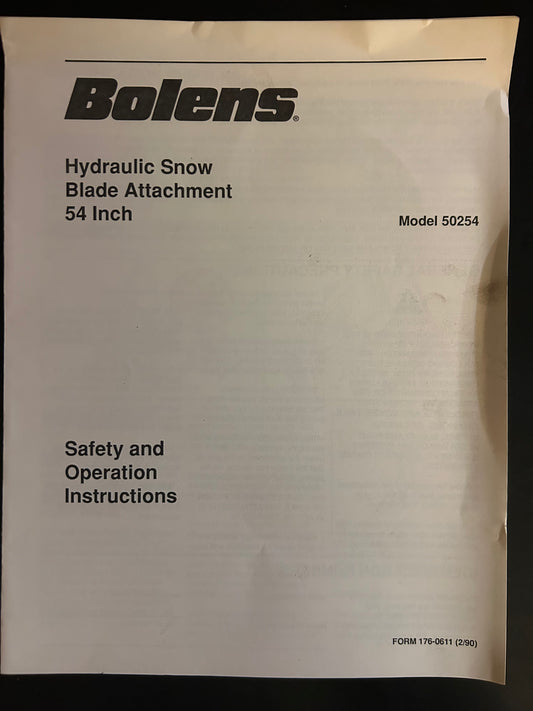 Bolens®
Hydraulic Snow
Blade Attachment
54 Inch
Model 50254
Safety and
Operation
Instructions
FORM 176-0611 (2/90)